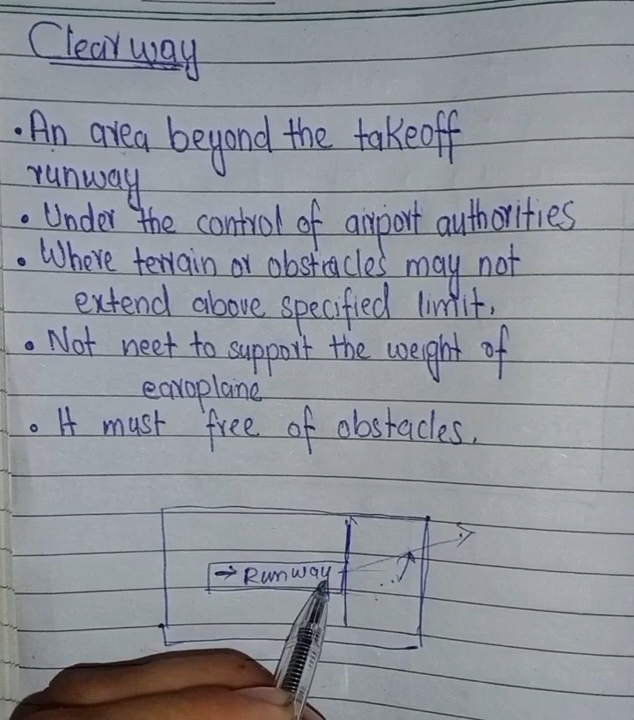 Clearway
• An area beyond the takeoff
runway
• Under the control of airport authorities
• Where terrain or obstracles may not
extend above specified limit.
• Not neet to support the weight of
earoplane
• It must free of obstacles.
→ Runway